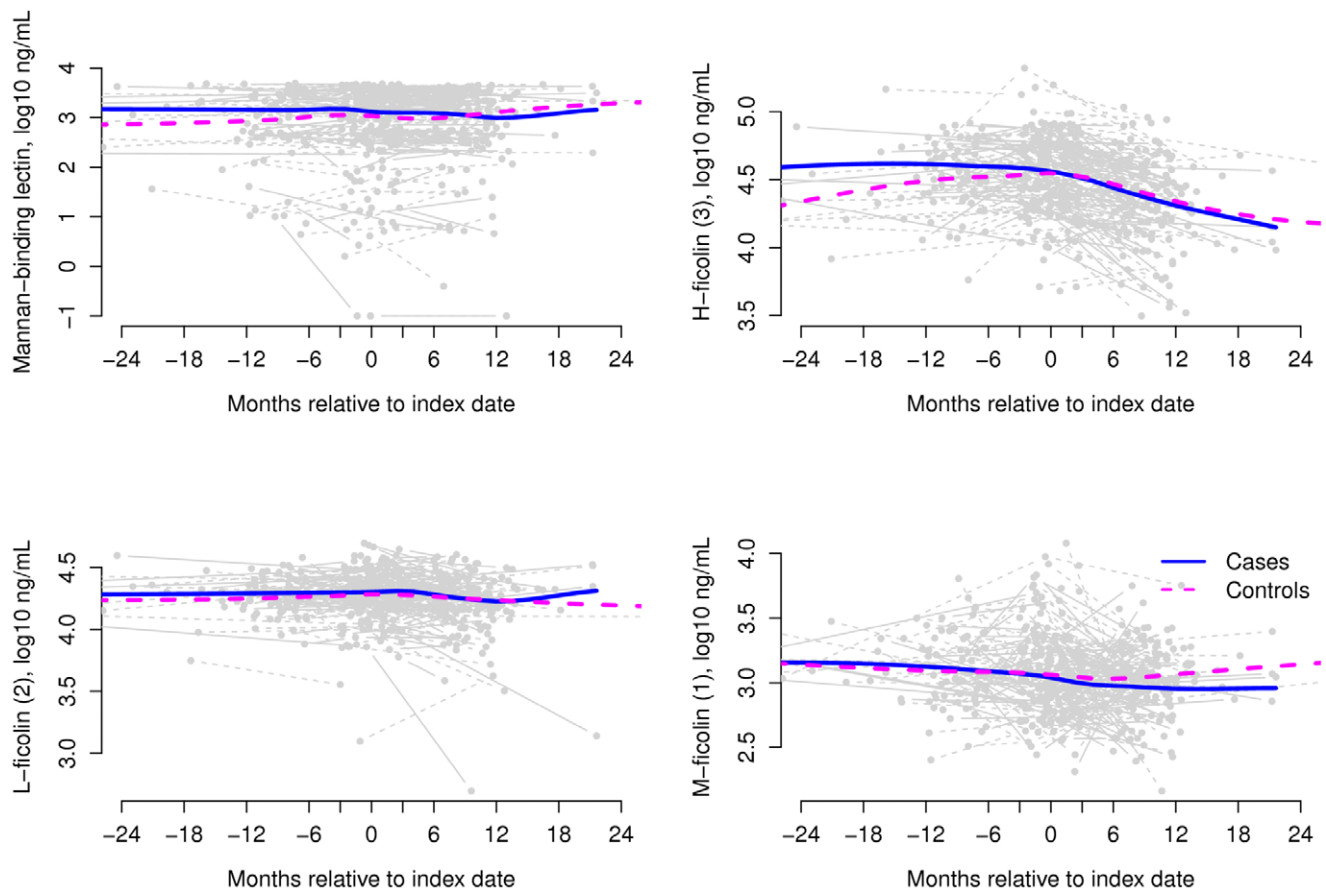 Mannan−binding lectin, log10 ng/mL
4
3
2
1
0
−1
−24 −18 −12 −6 0 6 12 18 24
Months relative to index date
H−ficolin (3), log10 ng/mL
5.0
4.5
4.0
3.5
−24 −18 −12 −6 0 6 12 18 24
Months relative to index date
L−ficolin (2), log10 ng/mL
4.5
4.0
3.5
3.0
−24 −18 −12 −6 0 6 12 18 24
Months relative to index date
M−ficolin (1), log10 ng/mL
4.0
3.5
3.0
2.5
Cases
Controls
−24 −18 −12 −6 0 6 12 18 24
Months relative to index date